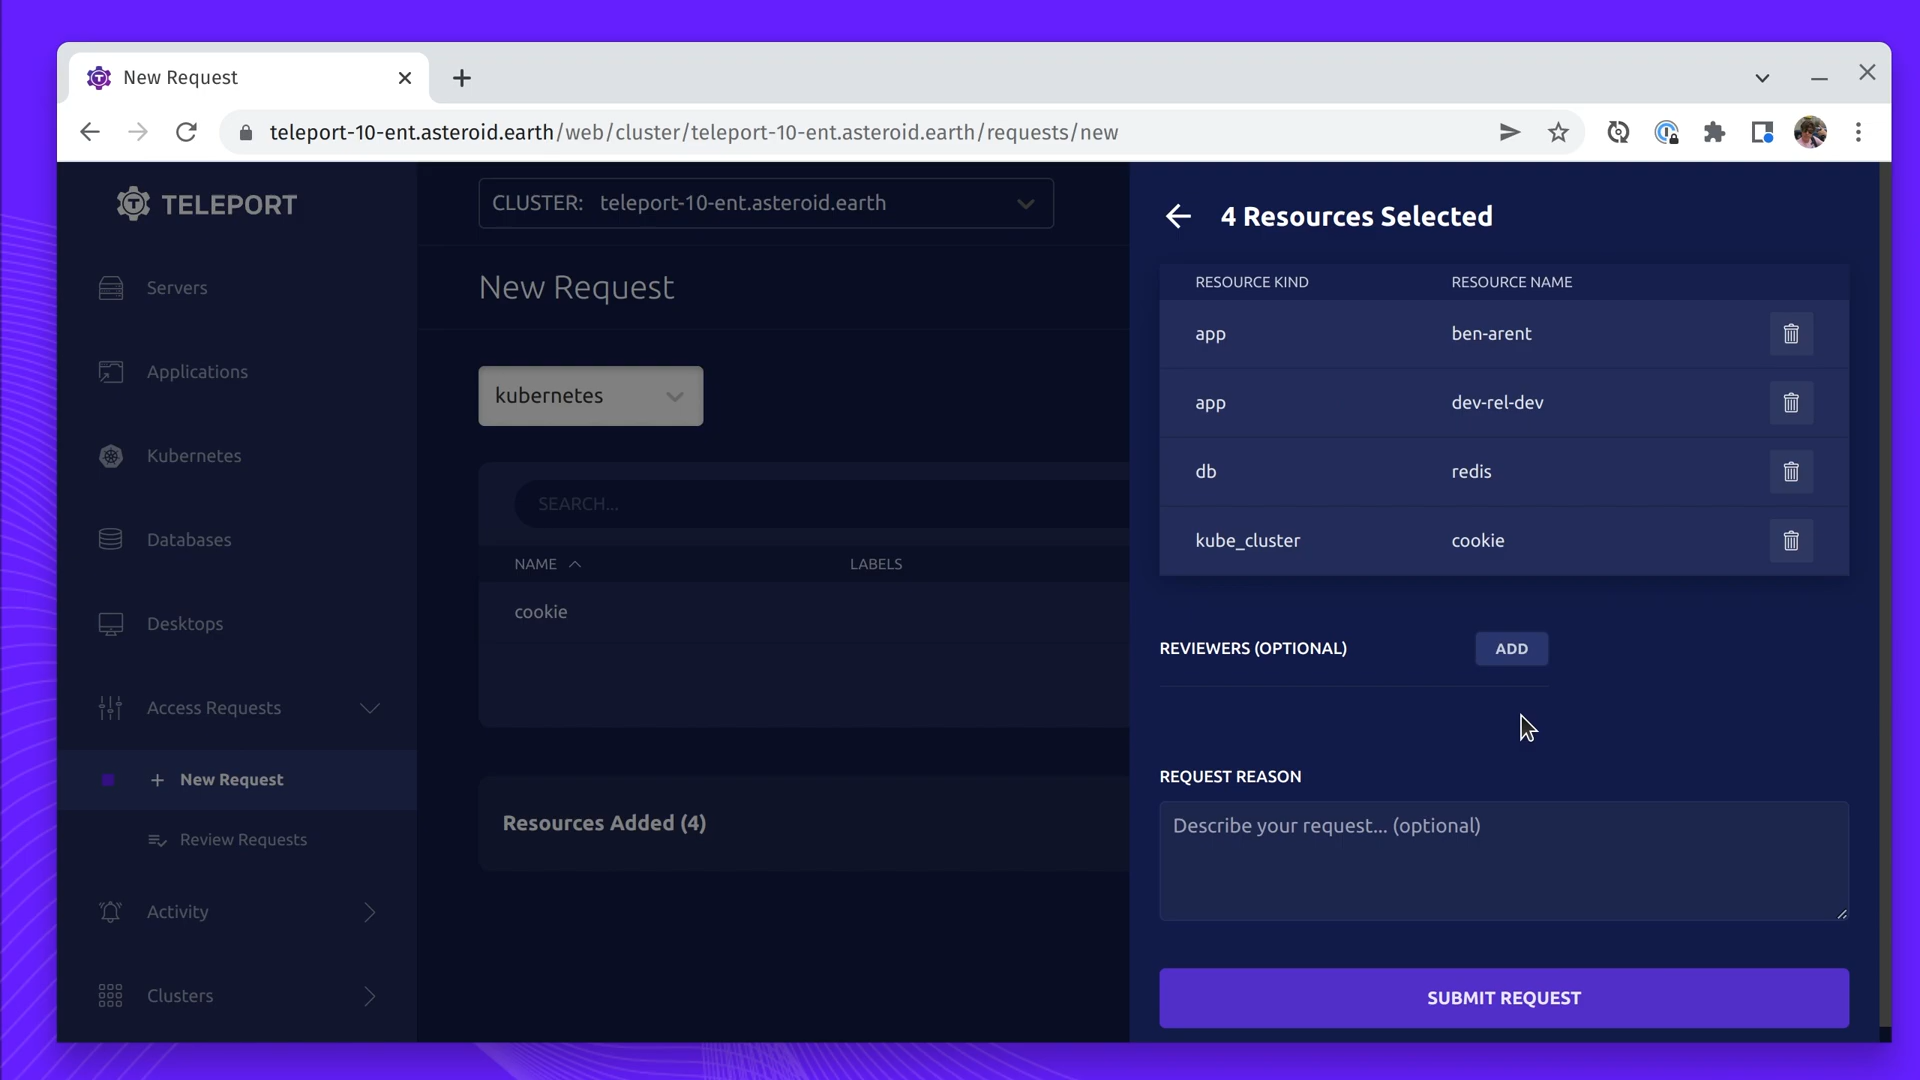 New Request
teleport-10-ent.asteroid.earth/web/cluster/teleport-10-ent.asteroid.earth/requests/new
TELEPORT
Servers
Applications
Kubernetes
Databases
Desktops
Access Requests
+ New Request
Review Requests
Activity
Clusters
CLUSTER: teleport-10-ent.asteroid.earth
New Request
kubernetes
SEARCH...
NAME LABELS
cookie
Resources Added (4)
4 Resources Selected
RESOURCE KIND RESOURCE NAME
app ben-arent
app dev-rel-dev
db redis
kube_cluster cookie
REVIEWERS (OPTIONAL) ADD
REQUEST REASON
Describe your request... (optional)
SUBMIT REQUEST